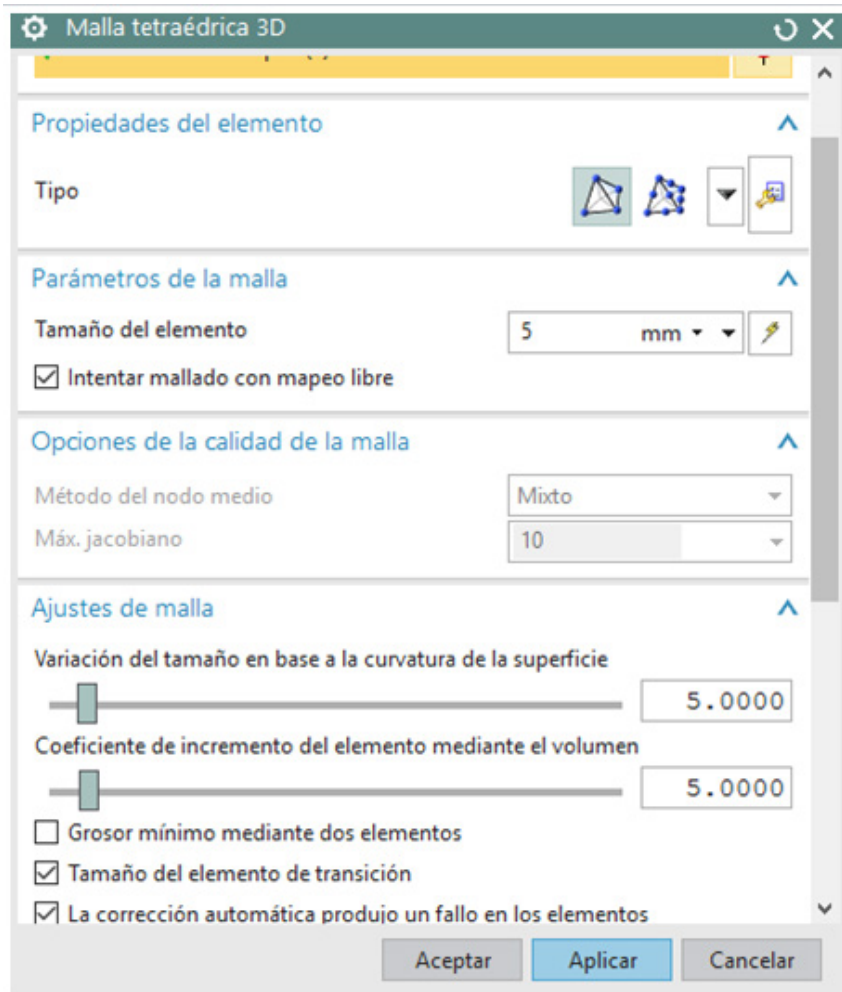 Malla tetraédrica 3D
Propiedades del elemento
Tipo
Parámetros de la malla
Tamaño del elemento 5 mm
Intentar mallado con mapeo libre
Opciones de la calidad de la malla
Método del nodo medio Mixto
Máx. jacobiano 10
Ajustes de malla
Variación del tamaño en base a la curvatura de la superficie
5.0000
Coeficiente de incremento del elemento mediante el volumen
5.0000
Grosor mínimo mediante dos elementos
Tamaño del elemento de transición
La corrección automática produjo un fallo en los elementos
Aceptar Aplicar Cancelar